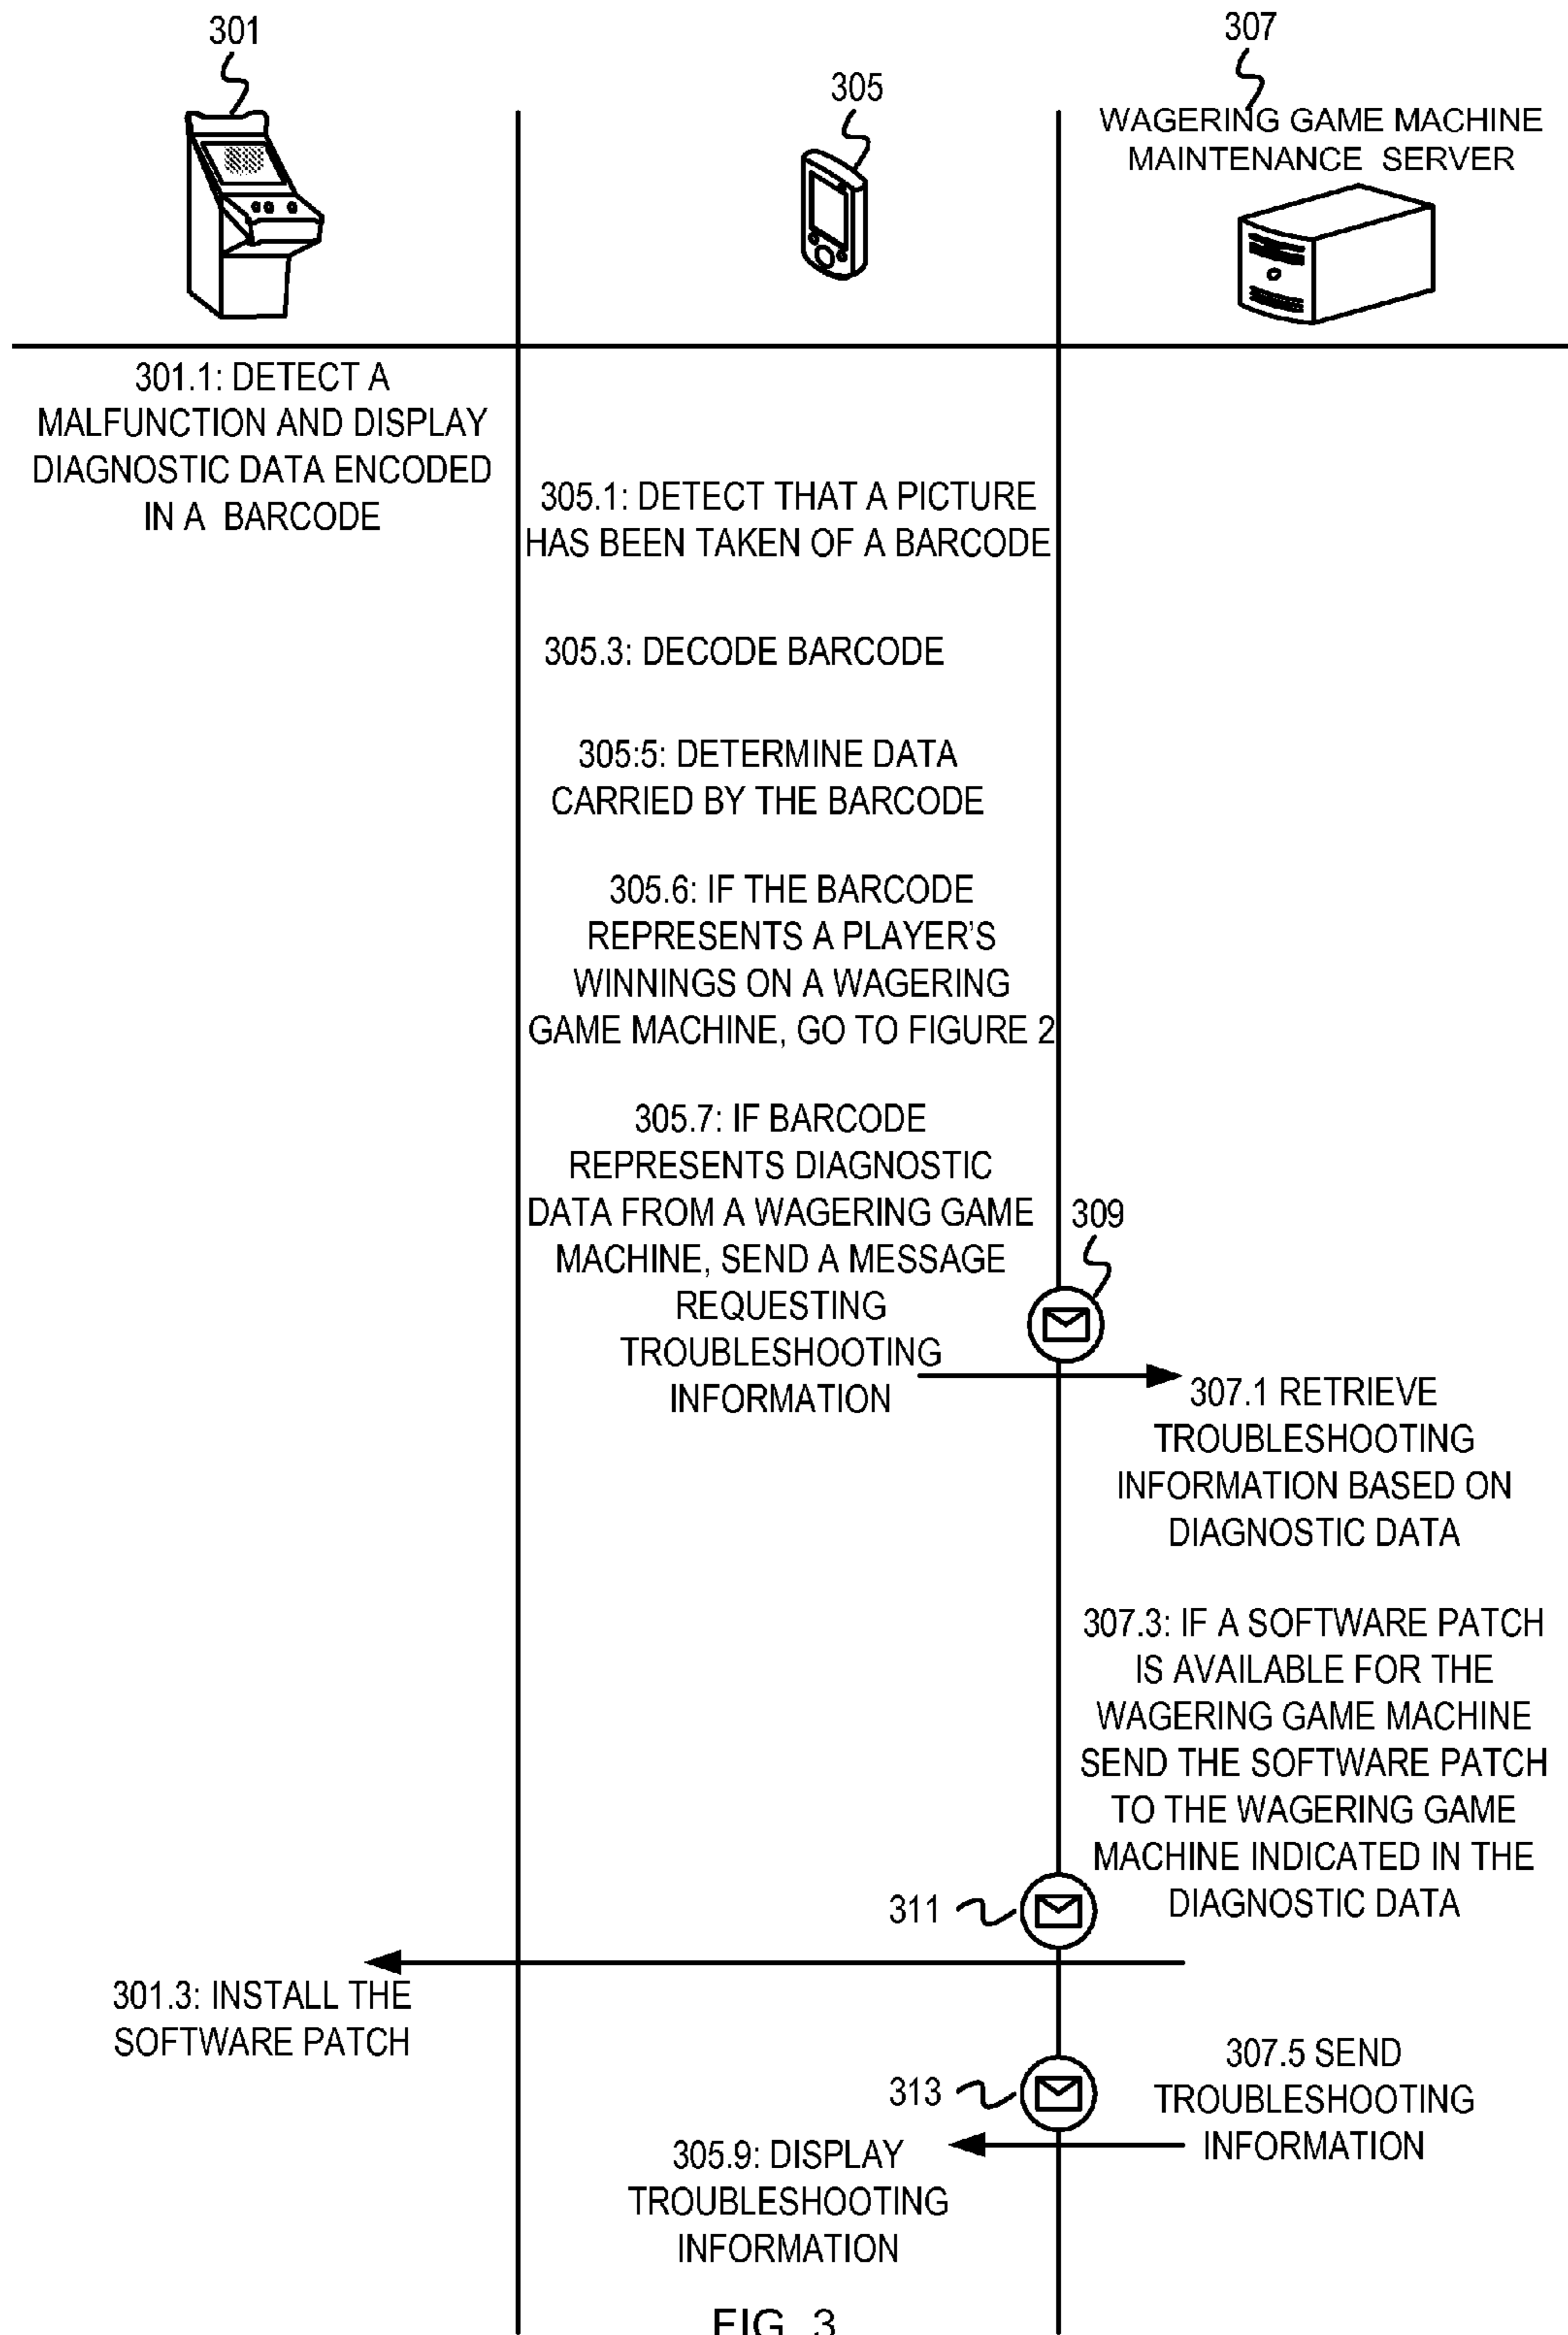 301
305
307
WAGERING GAME MACHINE
MAINTENANCE SERVER
301.1: DETECT A
MALFUNCTION AND DISPLAY
DIAGNOSTIC DATA ENCODED
IN A BARCODE
305.1: DETECT THAT A PICTURE
HAS BEEN TAKEN OF A BARCODE
305.3: DECODE BARCODE
305:5: DETERMINE DATA
CARRIED BY THE BARCODE
305.6: IF THE BARCODE
REPRESENTS A PLAYER'S
WINNINGS ON A WAGERING
GAME MACHINE, GO TO FIGURE 2
305.7: IF BARCODE
REPRESENTS DIAGNOSTIC
DATA FROM A WAGERING GAME
MACHINE, SEND A MESSAGE
REQUESTING
TROUBLESHOOTING
INFORMATION
309
307.1 RETRIEVE
TROUBLESHOOTING
INFORMATION BASED ON
DIAGNOSTIC DATA
307.3: IF A SOFTWARE PATCH
IS AVAILABLE FOR THE
WAGERING GAME MACHINE
SEND THE SOFTWARE PATCH
TO THE WAGERING GAME
MACHINE INDICATED IN THE
DIAGNOSTIC DATA
311
301.3: INSTALL THE
SOFTWARE PATCH
307.5 SEND
TROUBLESHOOTING
INFORMATION
313
305.9: DISPLAY
TROUBLESHOOTING
INFORMATION
FIG. 3